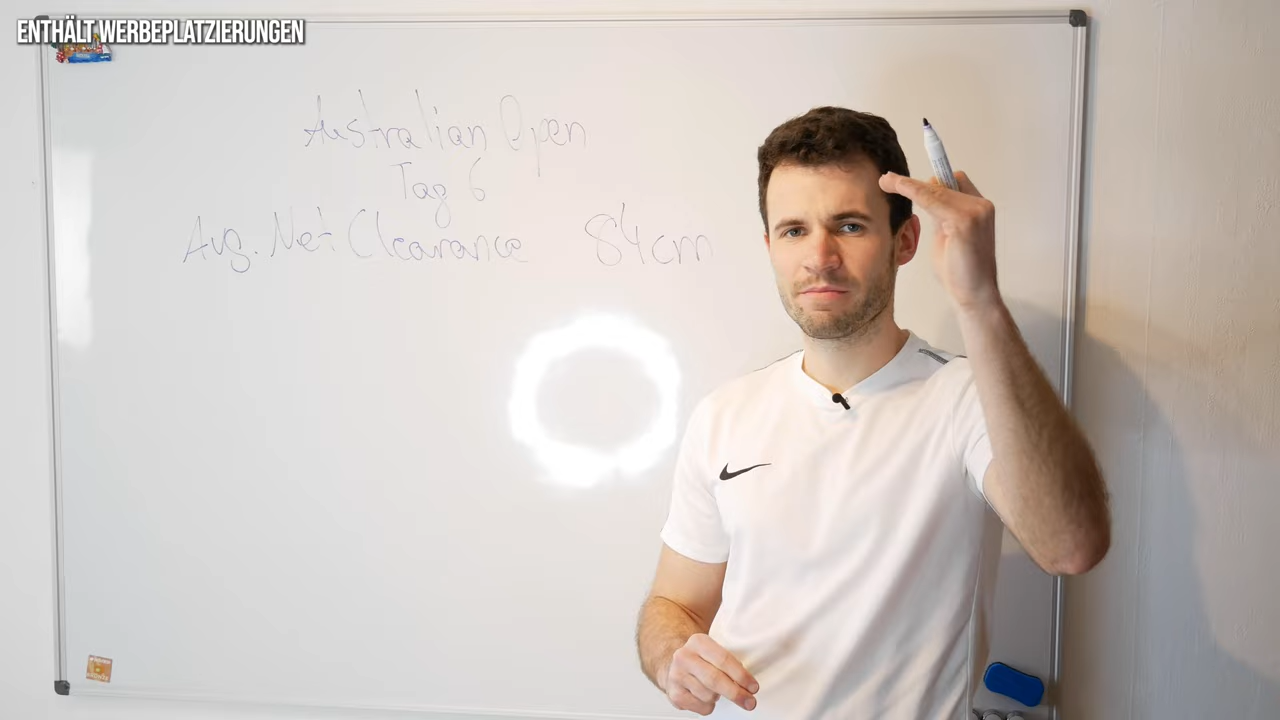 ENTHÄLT WERBEPLATZIERUNGEN
Australian Open
Tag 6
Avg. Net Clearance 84cm